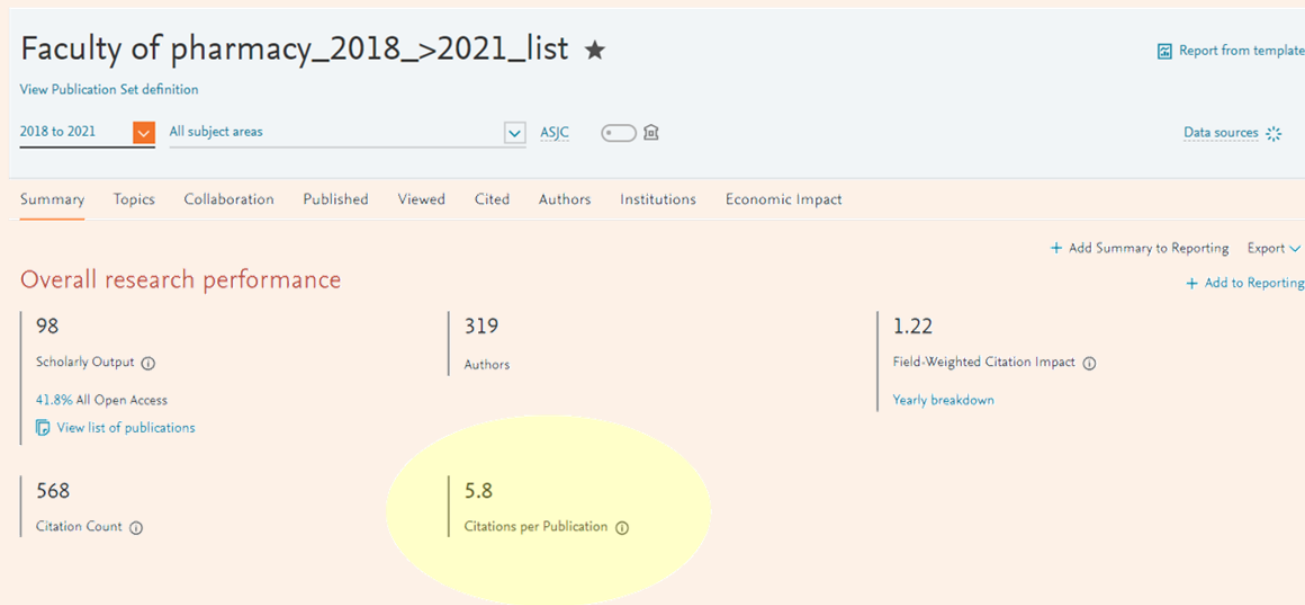 Faculty of pharmacy_2018_>2021_list
Report from template
View Publication Set definition
2018 to 2021
All subject areas
ASJC
Data sources
Summary Topics Collaboration Published Viewed Cited Authors Institutions Economic Impact
+ Add Summary to Reporting Export
Overall research performance
+ Add to Reporting
98
Scholarly Output
41.8% All Open Access
View list of publications
319
Authors
1.22
Field-Weighted Citation Impact
Yearly breakdown
568
Citation Count
5.8
Citations per Publication